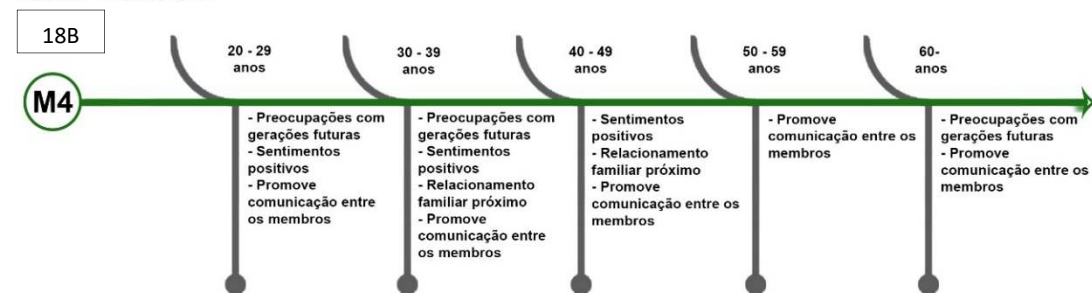 18B
M4
20 - 29
anos
- Preocupações com
gerações futuras
- Sentimentos
positivos
- Promove
comunicação entre
os membros
30 - 39
anos
- Preocupações com
gerações futuras
- Sentimentos
positivos
- Relacionamento
familiar próximo
- Promove
comunicação entre
os membros
40 - 49
anos
- Sentimentos
positivos
- Relacionamento
familiar próximo
- Promove
comunicação entre os
membros
50 - 59
anos
- Promove
comunicação entre os
membros
60-
anos
- Preocupações com
gerações futuras
- Promove
comunicação entre os
membros